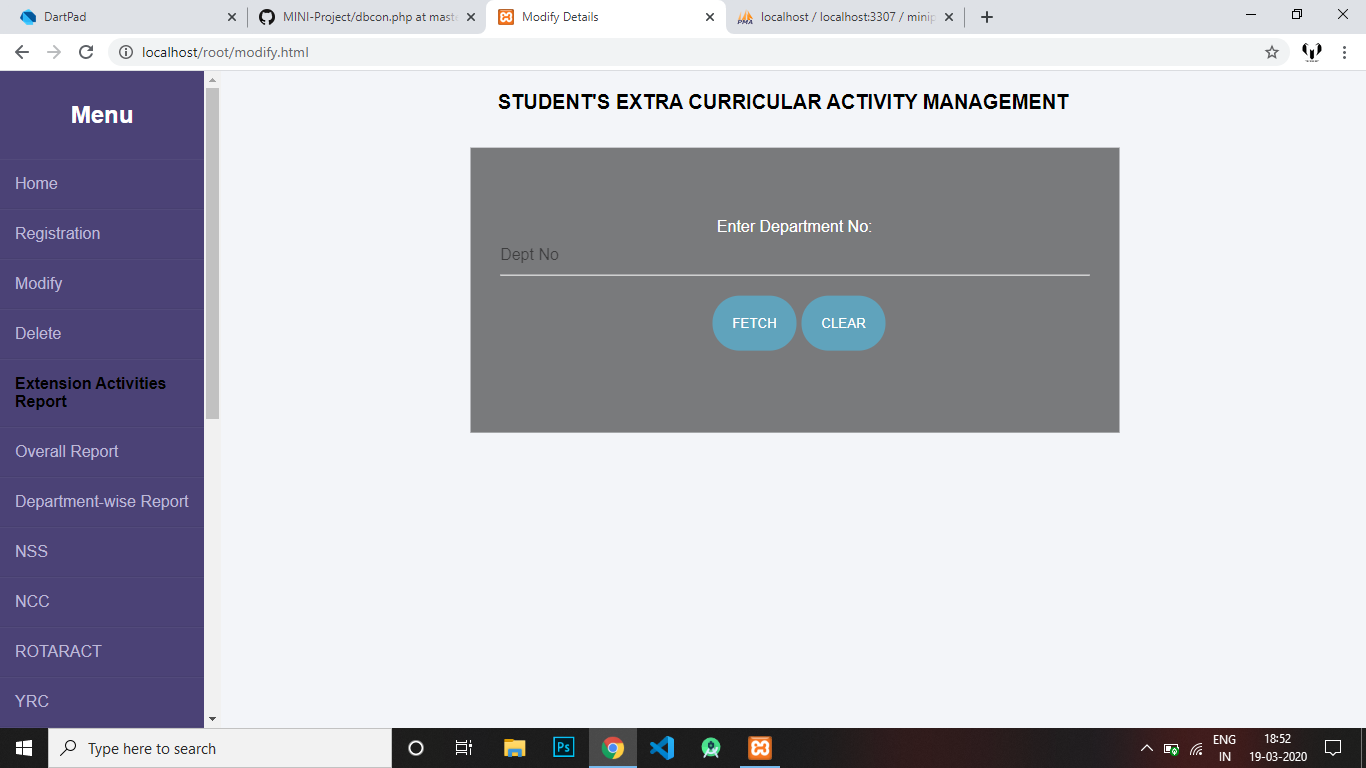 DartPad
MINI-Project/dbcon.php at mast
Modify Details
localhost / localhost:3307 / minip
localhost/root/modify.html
Menu
Home
Registration
Modify
Delete
Extension Activities
Report
Overall Report
Department-wise Report
NSS
NCC
ROTARACT
YRC
STUDENT'S EXTRA CURRICULAR ACTIVITY MANAGEMENT
Enter Department No:
Dept No
FETCH CLEAR
Type here to search
Ps
ENG
IN
18:52
19-03-2020